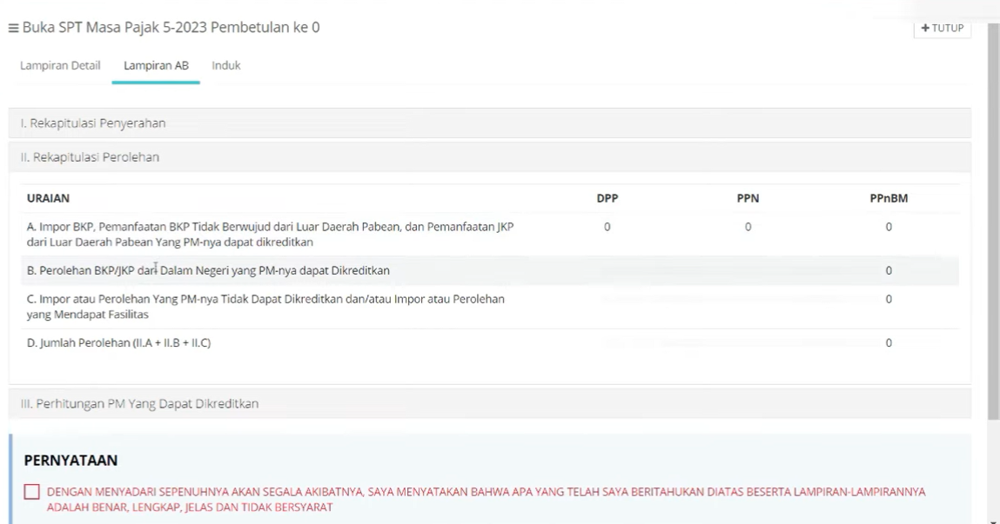 Buka SPT Masa Pajak 5-2023 Pembetulan ke 0
+ TUTUP
Lampiran Detail
Lampiran AB
Induk
I. Rekapitulasi Penyerahan
II. Rekapitulasi Perolehan
URAIAN DPP PPN PPnBM
A. Impor BKP, Pemanfaatan BKP Tidak Berwujud dari Luar Daerah Pabean, dan Pemanfaatan JKP 0 0 0
dari Luar Daerah Pabean Yang PM-nya dapat dikreditkan
B. Perolehan BKP/JKP dari Dalam Negeri yang PM-nya dapat Dikreditkan 0
C. Impor atau Perolehan Yang PM-nya Tidak Dapat Dikreditkan dan/atau Impor atau Perolehan 0
yang Mendapat Fasilitas
D. Jumlah Perolehan (II.A + II.B + II.C) 0
III. Perhitungan PM Yang Dapat Dikreditkan
PERNYATAAN
DENGAN MENYADARI SEPENUHNYA AKAN SEGALA AKIBATNYA, SAYA MENYATAKAN BAHWA APA YANG TELAH SAYA BERITAHUKAN DIATAS BESERTA LAMPIRAN-LAMPIRANNYA
ADALAH BENAR, LENGKAP, JELAS DAN TIDAK BERSYARAT